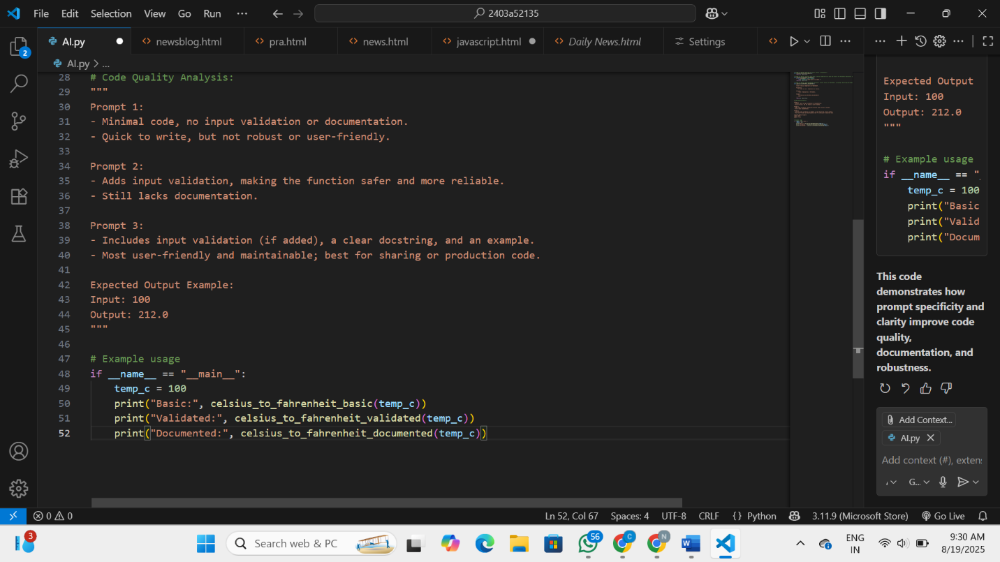 File Edit Selection View Go Run ··· 2403a52135
AI.py newsblog.html pra.html news.html javascript.html Daily News.html Settings
AI.py > ...
2
28 # Code Quality Analysis:
29 """
30 Prompt 1:
31 - Minimal code, no input validation or documentation.
32 - Quick to write, but not robust or user-friendly.
33
34 Prompt 2:
35 - Adds input validation, making the function safer and more reliable.
36 - Still lacks documentation.
37
38 Prompt 3:
39 - Includes input validation (if added), a clear docstring, and an example.
40 - Most user-friendly and maintainable; best for sharing or production code.
41
42 Expected Output Example:
43 Input: 100
44 Output: 212.0
45 """
46
47 # Example usage
48 if __name__ == "__main__":
49 temp_c = 100
50 print("Basic:", celsius_to_fahrenheit_basic(temp_c))
51 print("Validated:", celsius_to_fahrenheit_validated(temp_c))
52 print("Documented:", celsius_to_fahrenheit_documented(temp_c))
Expected Output
Input: 100
Output: 212.0
"""
# Example usage
if __name__ == "_
temp_c = 100
print("Basic
print("Valid
print("Docum
This code
demonstrates how
prompt specificity and
clarity improve code
quality,
documentation, and
robustness.
Add Context...
AI.py
Add context (#), extens
G...
0 0 Ln 52, Col 67 Spaces: 4 UTF-8 CRLF {} Python 3.11.9 (Microsoft Store) Go Live
3 Search web & PC 56 C N ENG 9:30 AM
IN 8/19/2025